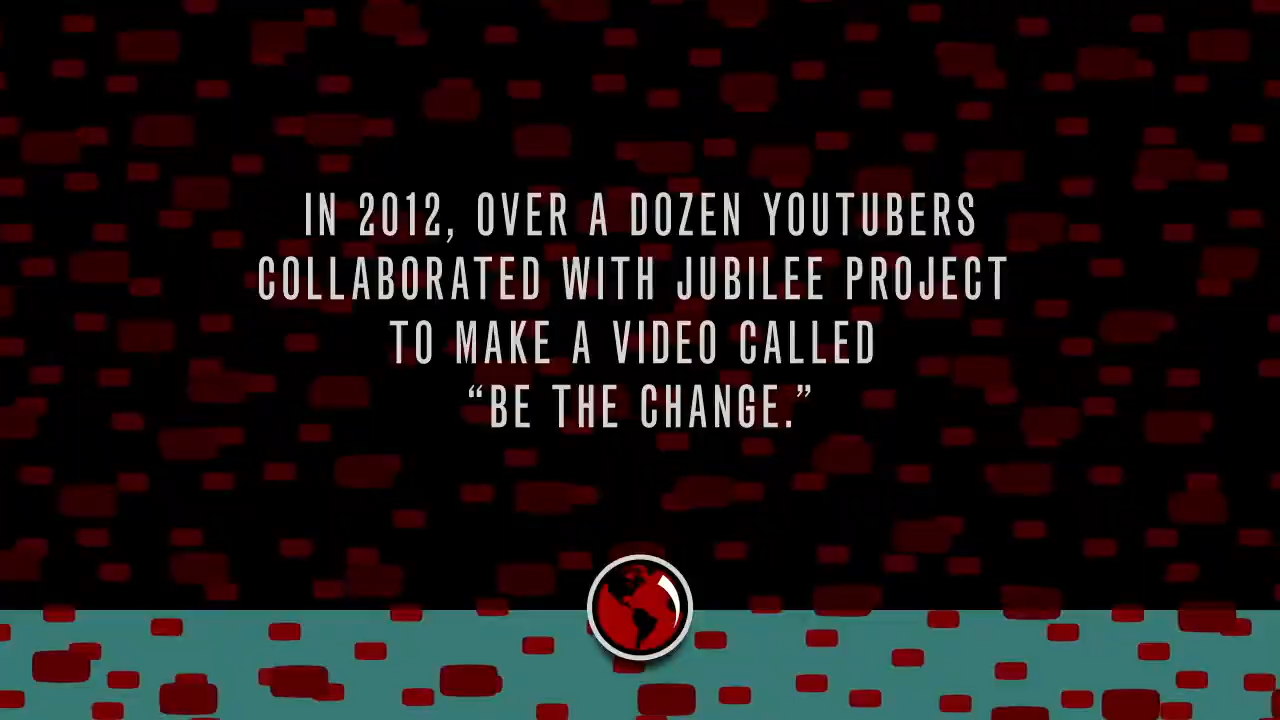 IN 2012, OVER A DOZEN YOUTUBERS
COLLABORATED WITH JUBILEE PROJECT
TO MAKE A VIDEO CALLED
“BE THE CHANGE.”